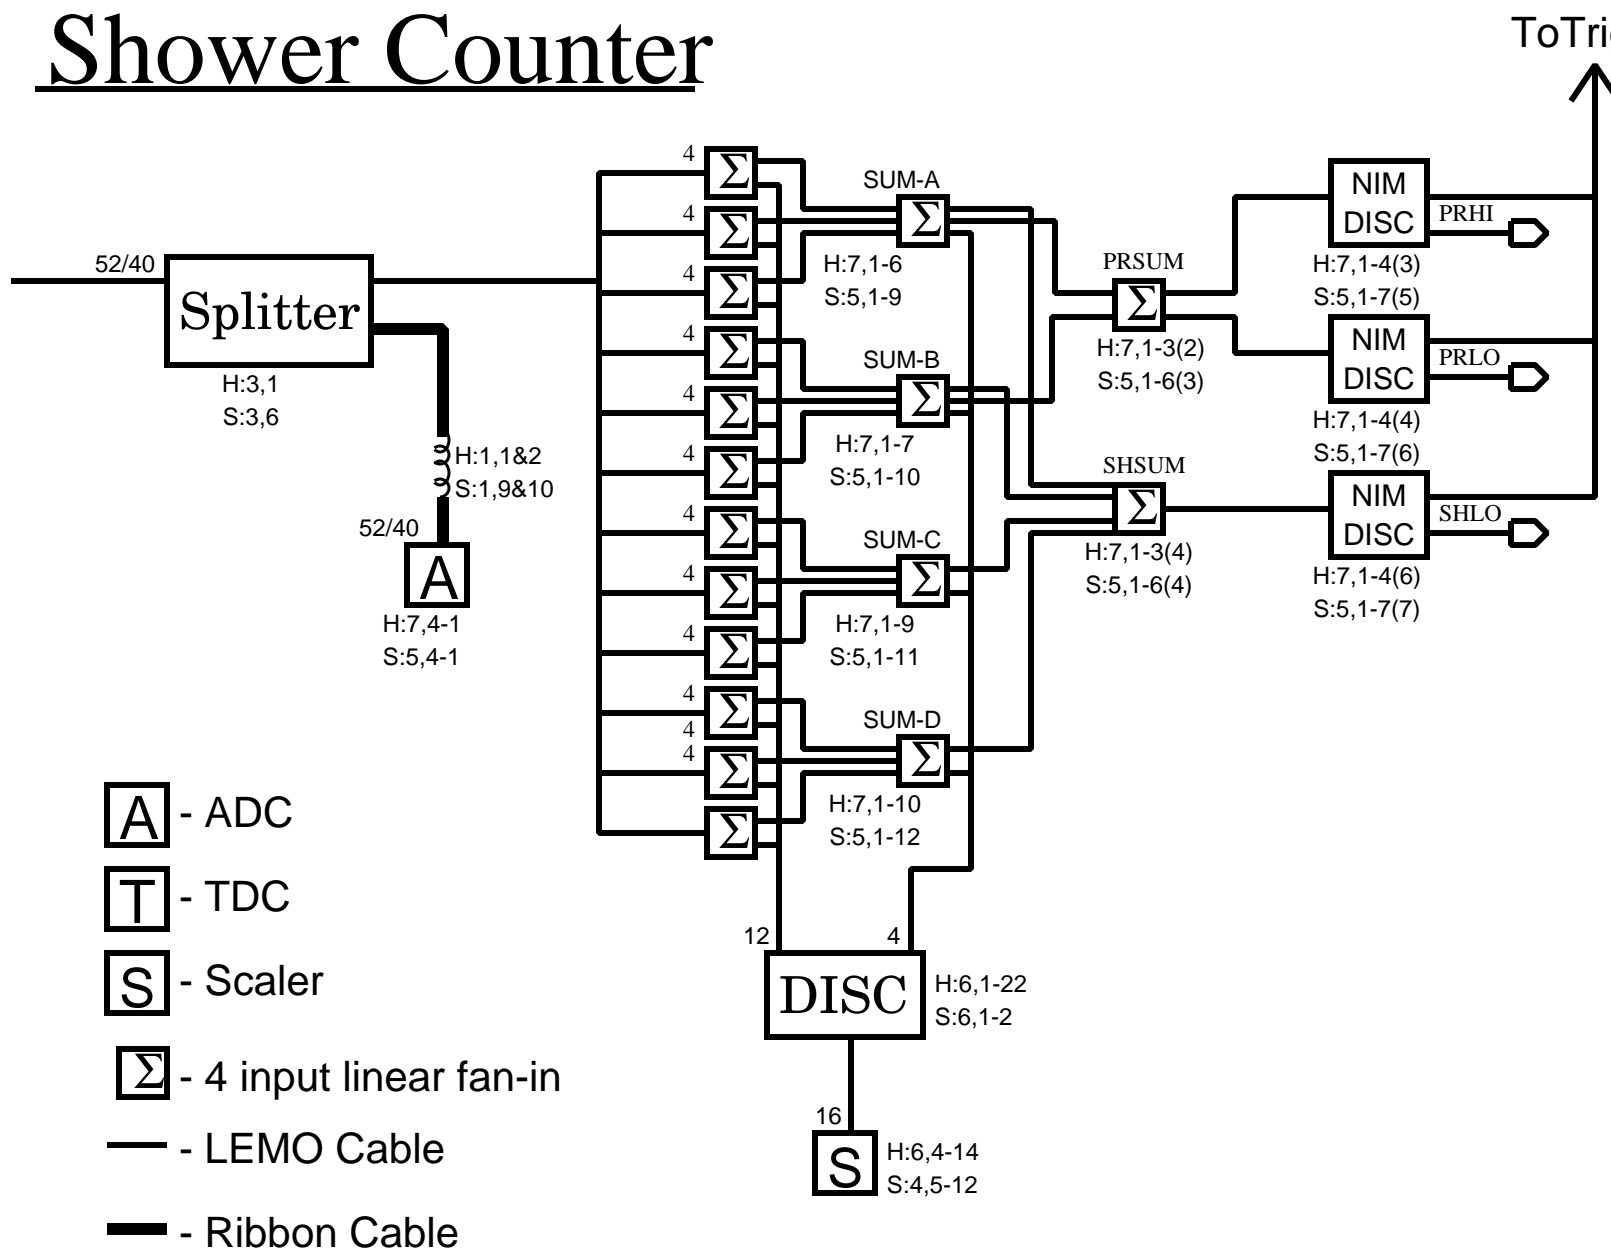 Shower Counter
ToTri
4
Σ
SUM-A
NIM
DISC
PRHI
4
Σ
Σ
H:7,1-6
S:5,1-9
H:7,1-4(3)
S:5,1-7(5)
52/40
Splitter
H:3,1
S:3,6
4
Σ
PRSUM
Σ
H:7,1-3(2)
S:5,1-6(3)
NIM
DISC
PRLO
H:7,1-4(4)
S:5,1-7(6)
4
Σ
SUM-B
4
Σ
Σ
H:7,1-7
S:5,1-10
4
Σ
H:1,1&2
S:1,9&10
SHSUM
Σ
H:7,1-3(4)
S:5,1-6(4)
NIM
DISC
SHLO
H:7,1-4(6)
S:5,1-7(7)
52/40
A
H:7,4-1
S:5,4-1
4
Σ
SUM-C
4
Σ
Σ
H:7,1-9
S:5,1-11
4
Σ
4
Σ
SUM-D
4
4
Σ
Σ
H:7,1-10
S:5,1-12
Σ
12
4
DISC
H:6,1-22
S:6,1-2
16
S
H:6,4-14
S:4,5-12
A - ADC
T - TDC
S - Scaler
Σ - 4 input linear fan-in
- LEMO Cable
- Ribbon Cable